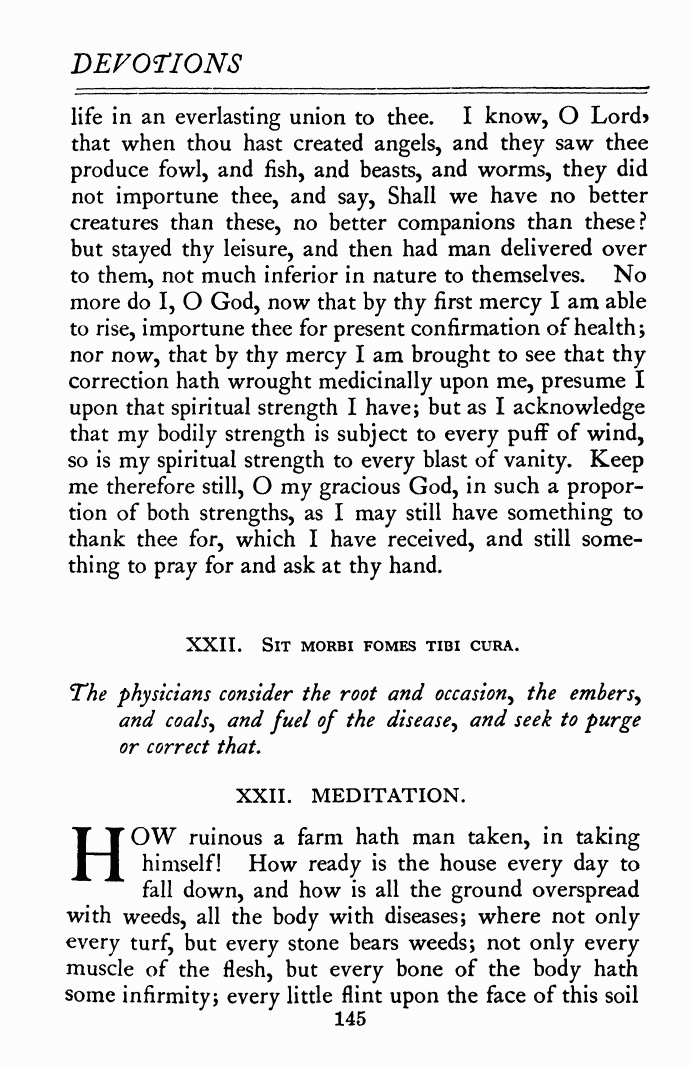 DEVOTIONS
life in an everlasting union to thee. I know, O Lord,
that when thou hast created angels, and they saw thee
produce fowl, and fish, and beasts, and worms, they did
not importune thee, and say, Shall we have no better
creatures than these, no better companions than these?
but stayed thy leisure, and then had man delivered over
to them, not much inferior in nature to themselves. No
more do I, O God, now that by thy first mercy I am able
to rise, importune thee for present confirmation of health;
nor now, that by thy mercy I am brought to see that thy
correction hath wrought medicinally upon me, presume I
upon that spiritual strength I have; but as I acknowledge
that my bodily strength is subject to every puff of wind,
so is my spiritual strength to every blast of vanity. Keep
me therefore still, O my gracious God, in such a propor-
tion of both strengths, as I may still have something to
thank thee for, which I have received, and still some-
thing to pray for and ask at thy hand.
XXII. SIT MORBI FOMES TIBI CURA.
The physicians consider the root and occasion, the embers,
and coals, and fuel of the disease, and seek to purge
or correct that.
XXII. MEDITATION.
HOW ruinous a farm hath man taken, in taking
himself! How ready is the house every day to
fall down, and how is all the ground overspread
with weeds, all the body with diseases; where not only
every turf, but every stone bears weeds; not only every
muscle of the flesh, but every bone of the body hath
some infirmity; every little flint upon the face of this soil
145